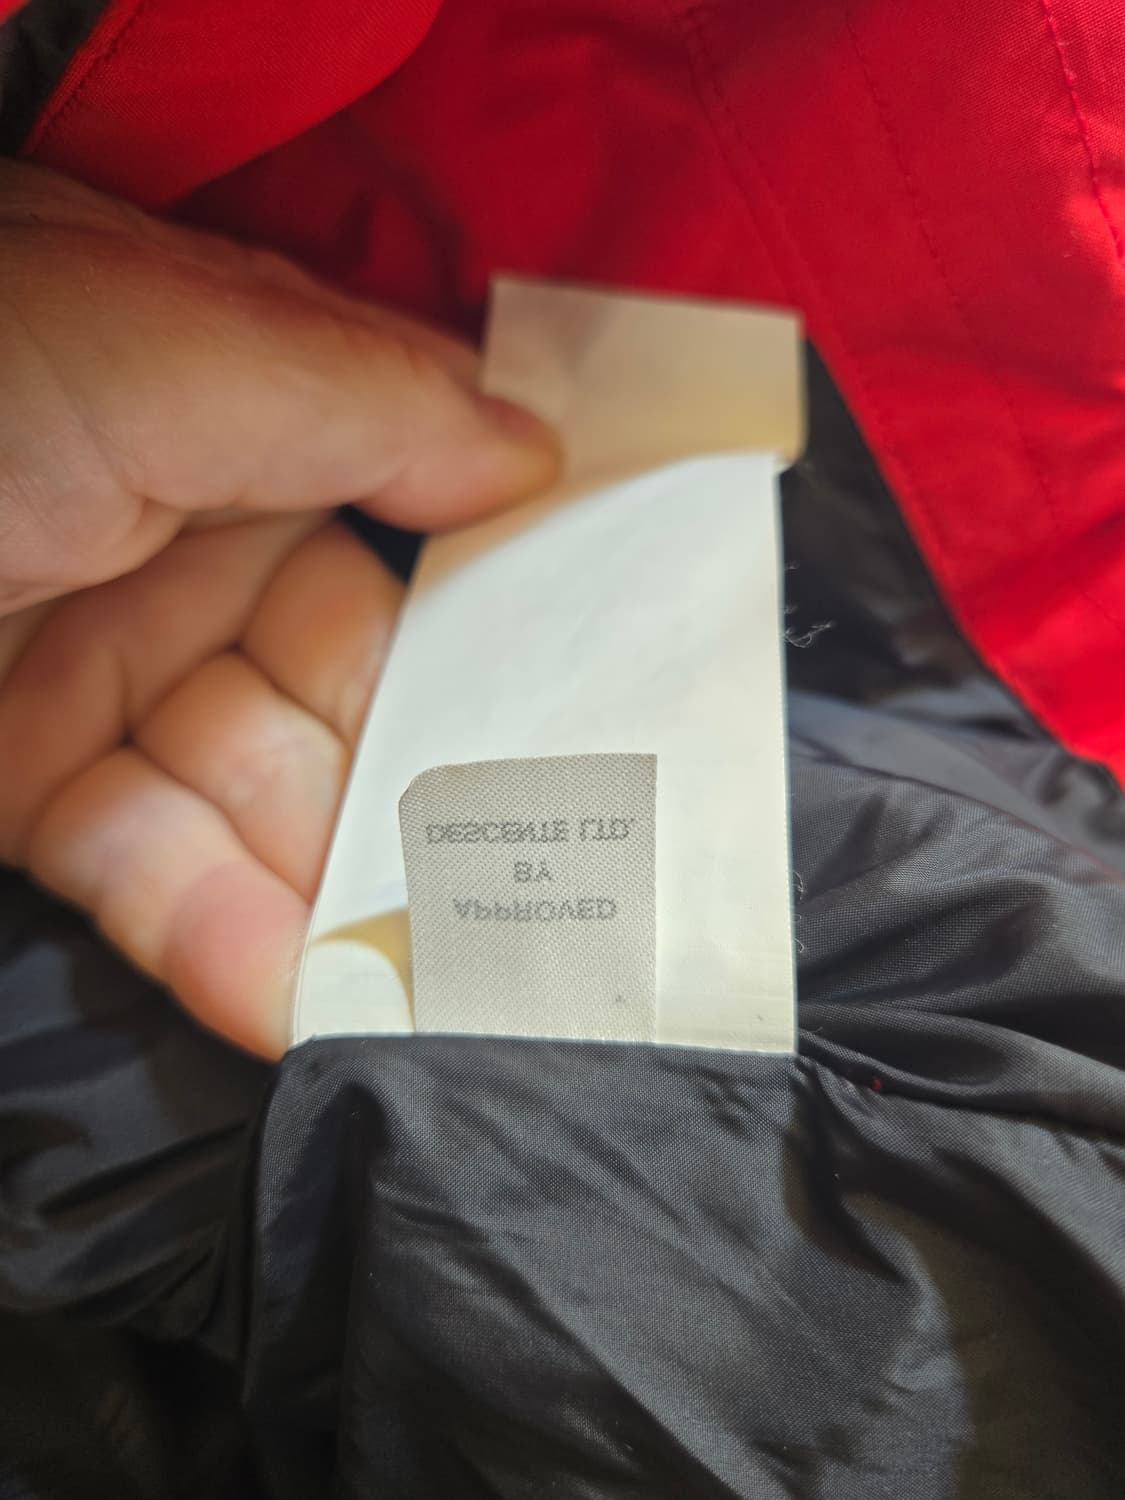 APPROVED
BY
DESCENTE LTD.